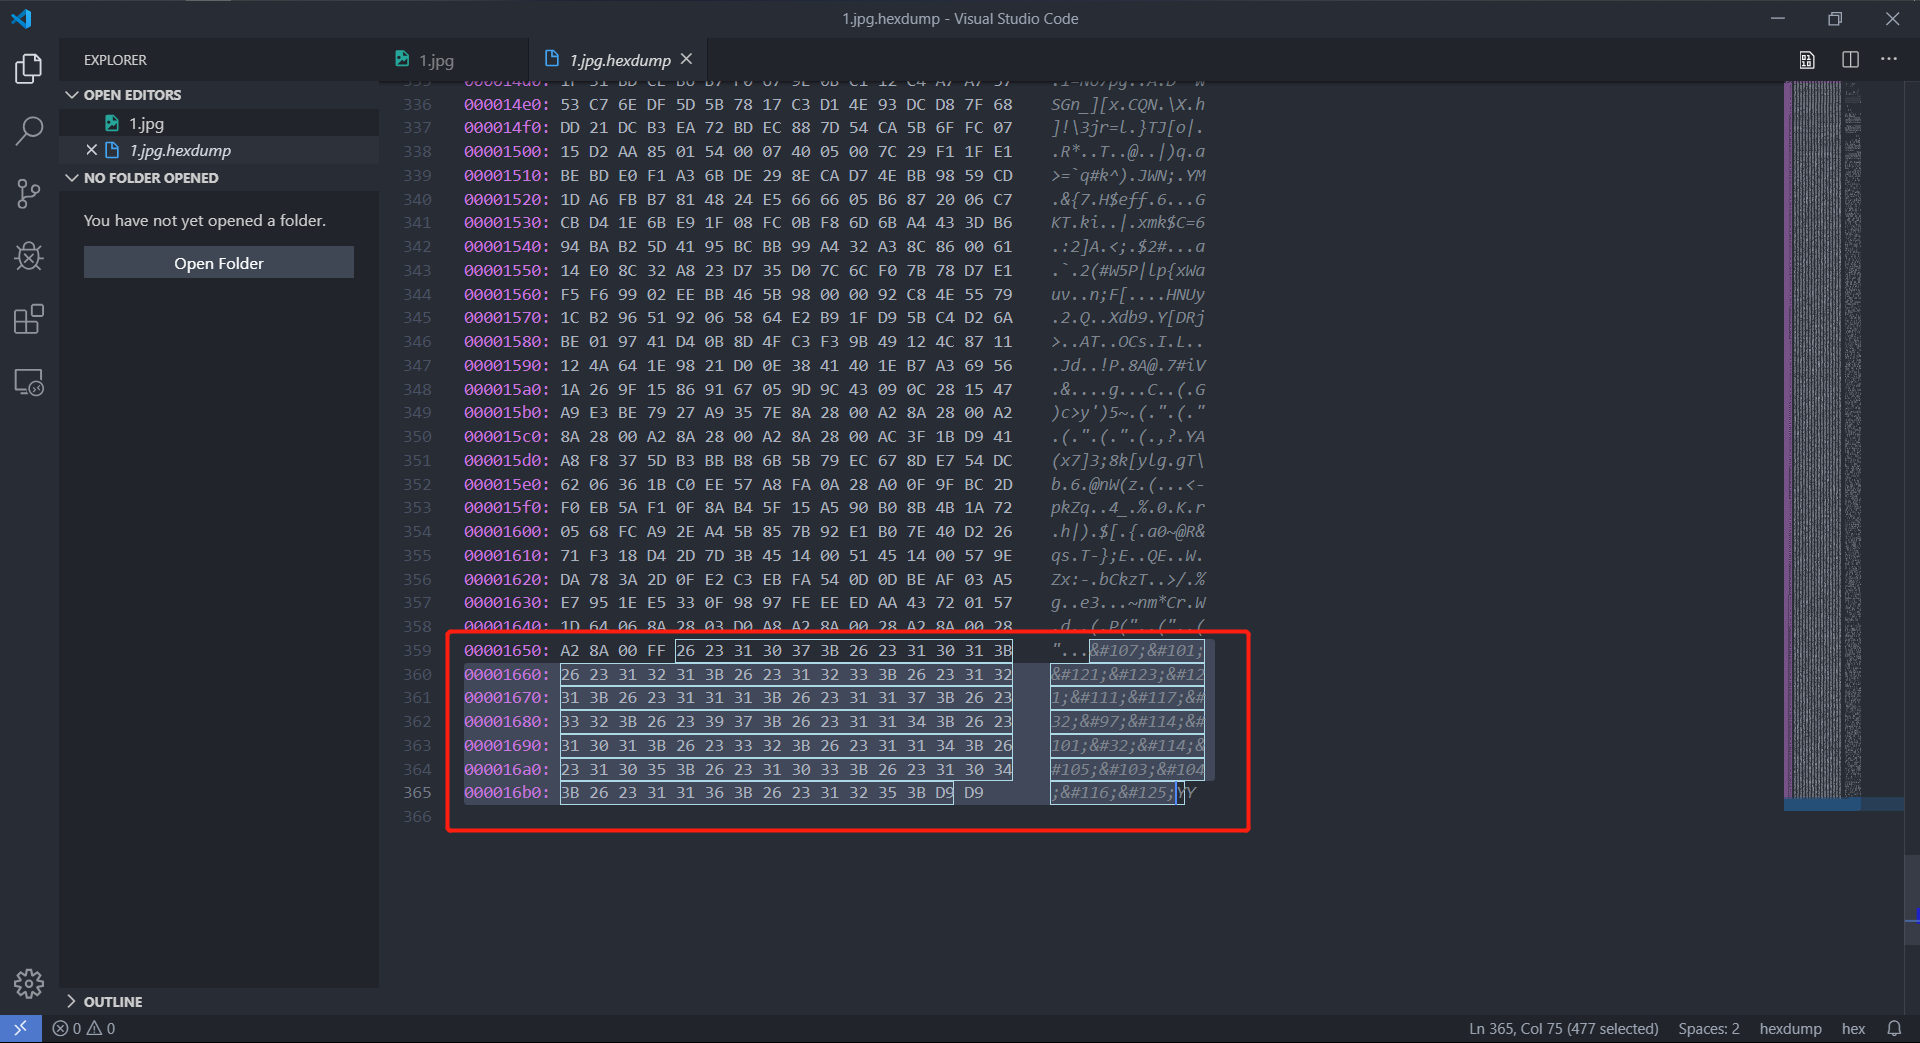 1.jpg.hexdump - Visual Studio Code
EXPLORER
OPEN EDITORS
1.jpg
1.jpg.hexdump
NO FOLDER OPENED
You have not yet opened a folder.
Open Folder
OUTLINE
1.jpg
1.jpg.hexdump
336 000014e0: 53 C7 6E DF 5D 5B 78 17 C3 D1 4E 93 DC D8 7F 68 SGn_][x.CQN.\X.h
337 000014f0: DD 21 DC B3 EA 72 BD EC 88 7D 54 CA 5B 6F FC 07 ]!\3jr=l.}TJ[o|.
338 00001500: 15 D2 AA 85 01 54 00 07 40 05 00 7C 29 F1 1F E1 .R*..T..@..|)q.a
339 00001510: BE BD E0 F1 A3 6B DE 29 8E CA D7 4E BB 98 59 CD >=`q#k^).JWN;.YM
340 00001520: 1D A6 FB B7 81 48 24 E5 66 66 05 B6 87 20 06 C7 .&{7.H$eff.6...G
341 00001530: CB D4 1E 6B E9 1F 08 FC 0B F8 6D 6B A4 43 3D B6 KT.ki..|.xmk$C=6
342 00001540: 94 BA B2 5D 41 95 BC BB 99 A4 32 A3 8C 86 00 61 .:2]A.<;.$2#...a
343 00001550: 14 E0 8C 32 A8 23 D7 35 D0 7C 6C F0 7B 78 D7 E1 .`.2(#W5P|lp{xWa
344 00001560: F5 F6 99 02 EE BB 46 5B 98 00 00 92 C8 4E 55 79 uv..n;F[....HNUy
345 00001570: 1C B2 96 51 92 06 58 64 E2 B9 1F D9 5B C4 D2 6A .2.Q..Xdb9.Y[DRj
346 00001580: BE 01 97 41 D4 0B 8D 4F C3 F3 9B 49 12 4C 87 11 >..AT..OCs.I.L..
347 00001590: 12 4A 64 1E 98 21 D0 0E 38 41 40 1E B7 A3 69 56 .Jd..!P.8A@.7#iV
348 000015a0: 1A 26 9F 15 86 91 67 05 9D 9C 43 09 0C 28 15 47 .&....g...C..(.G
349 000015b0: A9 E3 BE 79 27 A9 35 7E 8A 28 00 A2 8A 28 00 A2 )c>y')5~.(.".(."
350 000015c0: 8A 28 00 A2 8A 28 00 A2 8A 28 00 AC 3F 1B D9 41 .(.".(.".(.,?.YA
351 000015d0: A8 F8 37 5D B3 BB B8 6B 5B 79 EC 67 8D E7 54 DC (x7]3;8k[ylg.gT\
352 000015e0: 62 06 36 1B C0 EE 57 A8 FA 0A 28 A0 0F 9F BC 2D b.6.@nW(z.(...<-
353 000015f0: F0 EB 5A F1 0F 8A B4 5F 15 A5 90 B0 8B 4B 1A 72 pkZq..4_.%.0.K.r
354 00001600: 05 68 FC A9 2E A4 5B 85 7B 92 E1 B0 7E 40 D2 26 .h|).$[.{.a0~@R&
355 00001610: 71 F3 18 D4 2D 7D 3B 45 14 00 51 45 14 00 57 9E qs.T-};E..QE..W.
356 00001620: DA 78 3A 2D 0F E2 C3 EB FA 54 0D 0D BE AF 03 A5 Zx:-.bCkzT..>/.%
357 00001630: E7 95 1E E5 33 0F 98 97 FE EE ED AA 43 72 01 57 g..e3...~nm*Cr.W
358 00001640: 1D 64 06 8A 28 03 D0 A8 A2 8A 00 28 A2 8A 00 28 .d..(.P("..("..(
359 00001650: A2 8A 00 FF 26 23 31 30 37 3B 26 23 31 30 31 3B "...&#107;&#101;
360 00001660: 26 23 31 32 31 3B 26 23 31 32 33 3B 26 23 31 32 &#121;&#123;&#12
361 00001670: 31 3B 26 23 31 31 31 3B 26 23 31 31 37 3B 26 23 1;&#111;&#117;&#
362 00001680: 33 32 3B 26 23 39 37 3B 26 23 31 31 34 3B 26 23 32;&#97;&#114;&#
363 00001690: 31 30 31 3B 26 23 33 32 3B 26 23 31 31 34 3B 26 101;&#32;&#114;&
364 000016a0: 23 31 30 35 3B 26 23 31 30 33 3B 26 23 31 30 34 #105;&#103;&#104
365 000016b0: 3B 26 23 31 31 36 3B 26 23 31 32 35 3B D9 D9 ;&#116;&#125;YY
366
0 0
Ln 365, Col 75 (477 selected) Spaces: 2 hexdump hex